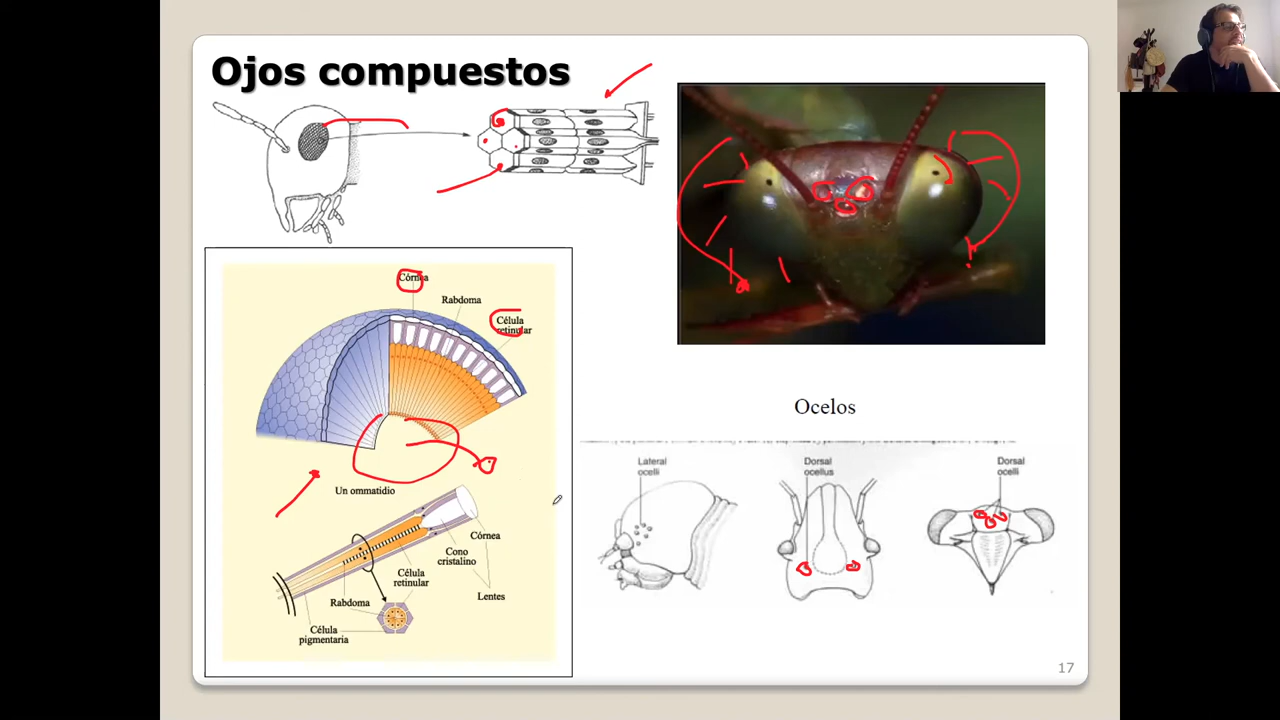 Ojos compuestos
Córnea
Rabdoma
Célula
retinular
Un ommatidio
Córnea
Cono
cristalino
Célula
retinular
Lentes
Rabdoma
Célula
pigmentaria
Ocelos
Lateral
ocelli
Dorsal
ocellus
Dorsal
ocelli
17